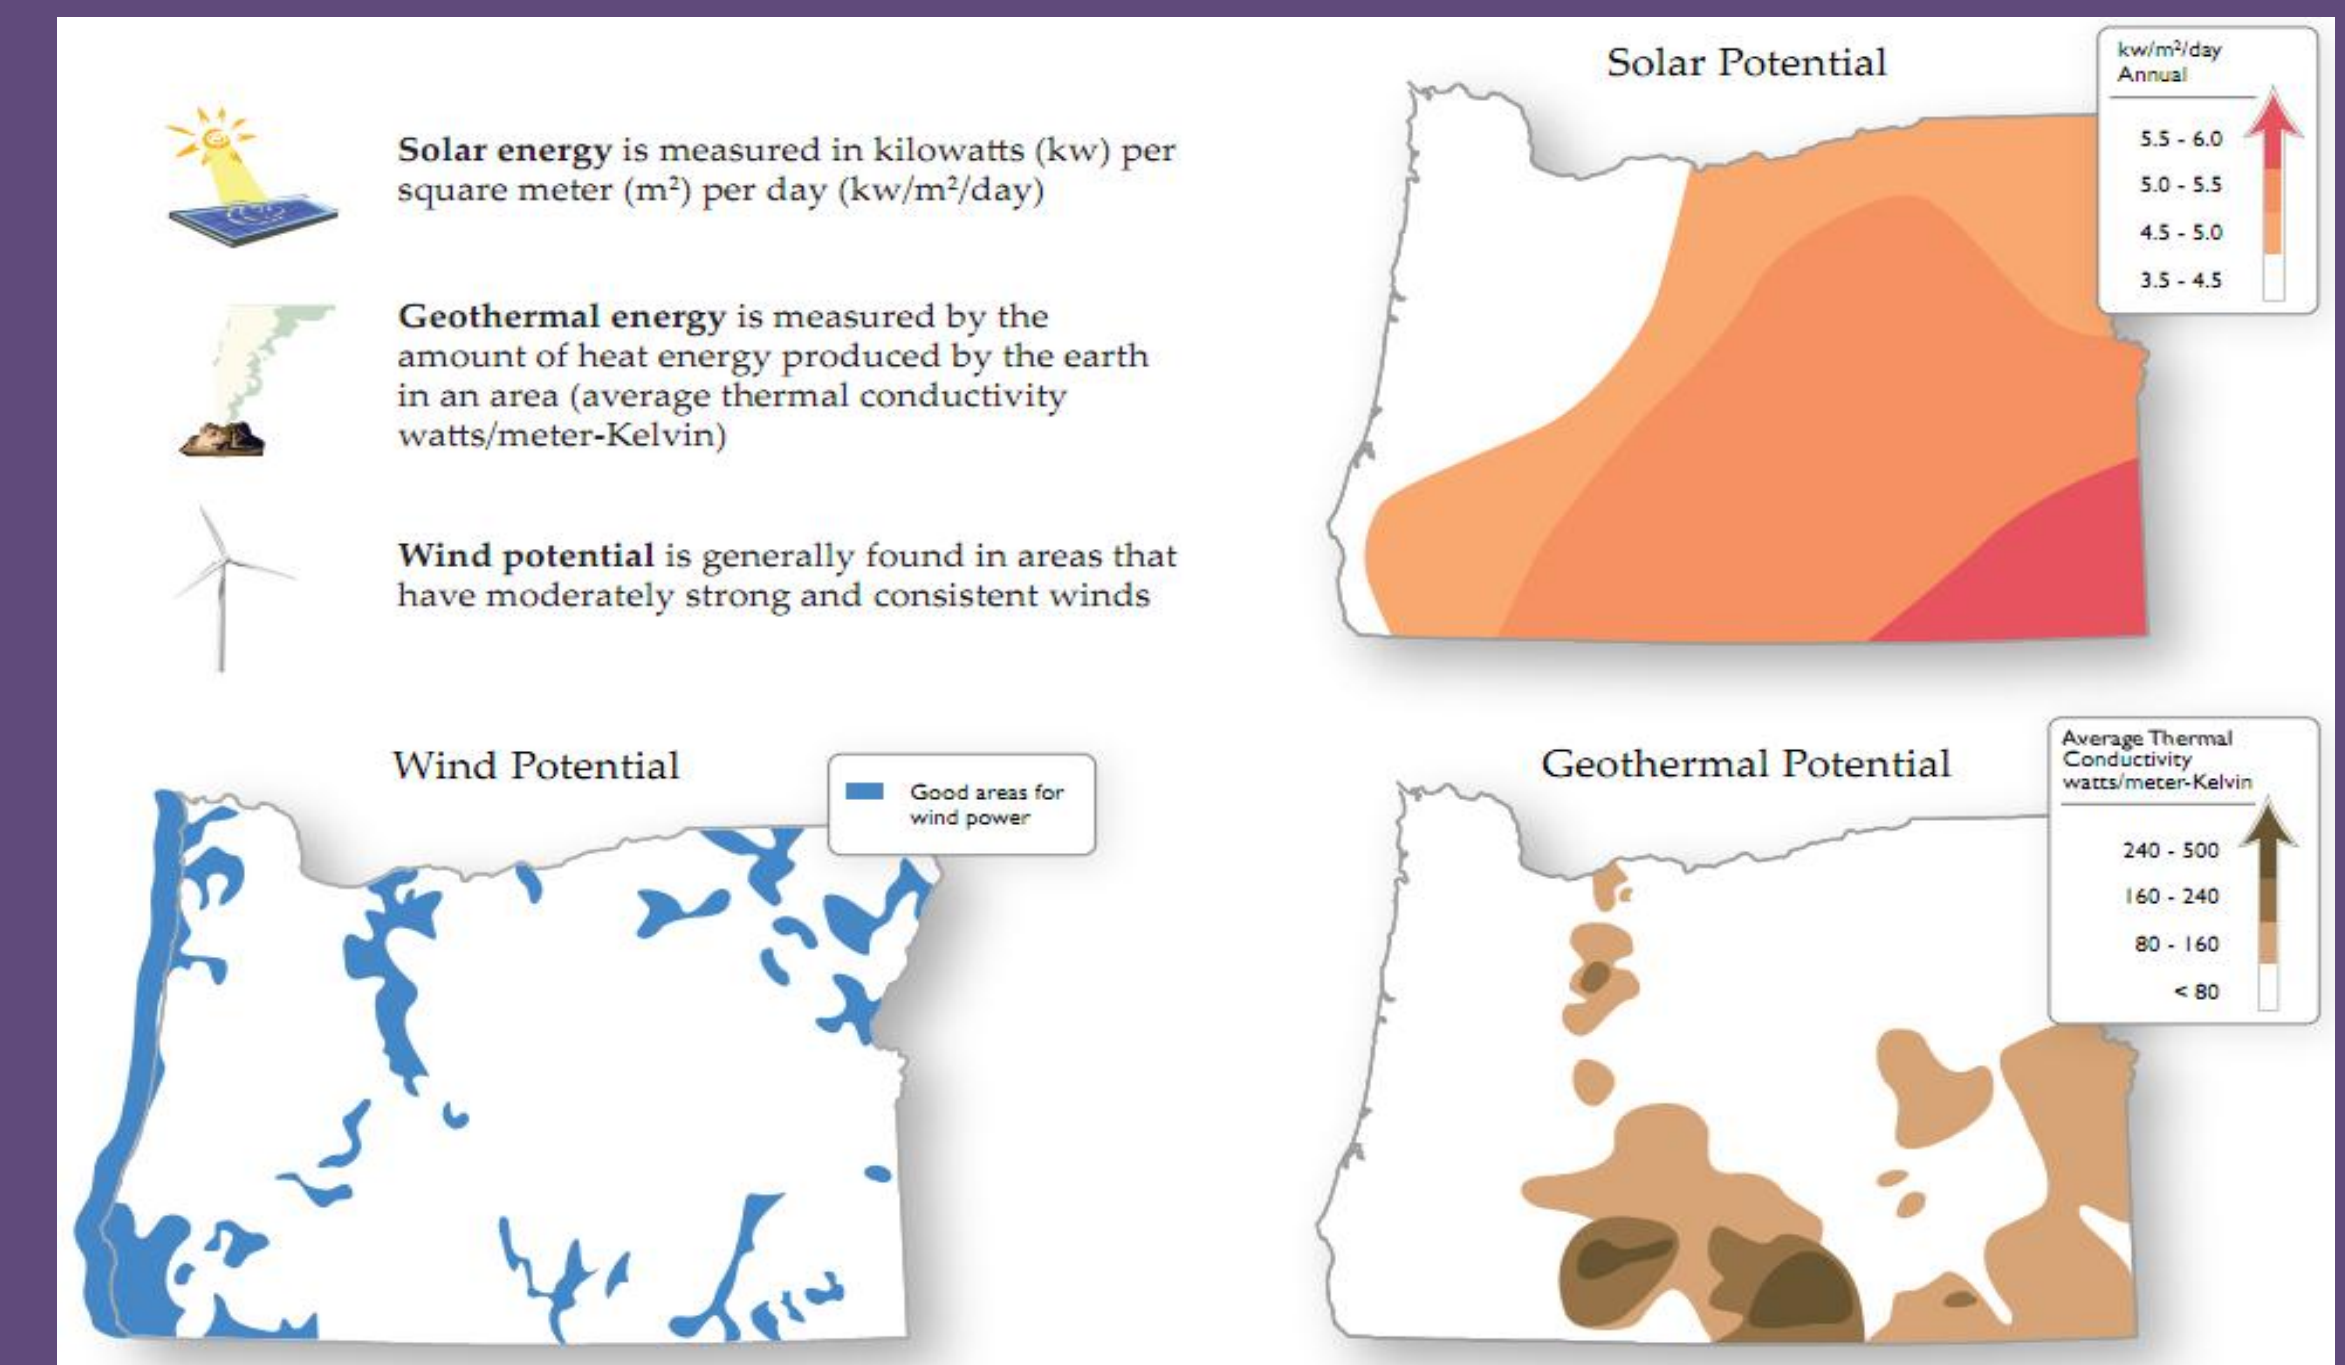 Solar energy is measured in kilowatts (kw) per
square meter (m²) per day (kw/m²/day)
Geothermal energy is measured by the
amount of heat energy produced by the earth
in an area (average thermal conductivity
watts/meter-Kelvin)
Wind potential is generally found in areas that
have moderately strong and consistent winds
Solar Potential
kw/m²/day
Annual
5.5 - 6.0
5.0 - 5.5
4.5 - 5.0
3.5 - 4.5
Wind Potential
Good areas for
wind power
Geothermal Potential
Average Thermal
Conductivity
watts/meter-Kelvin
240 - 500
160 - 240
80 - 160
< 80